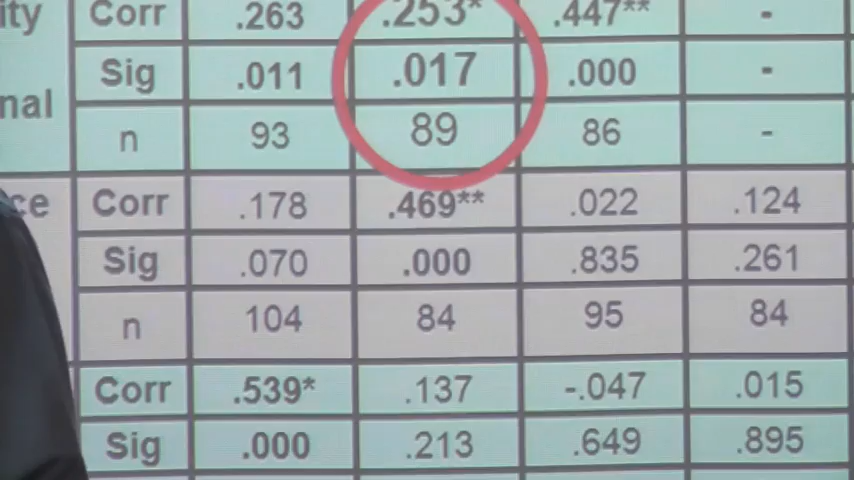 ity Corr .263 .253* .447** -
Sig .011 .017 .000 -
nal
n 93 89 86 -
ce Corr .178 .469** .022 .124
Sig .070 .000 .835 .261
n 104 84 95 84
Corr .539* .137 -.047 .015
Sig .000 .213 .649 .895